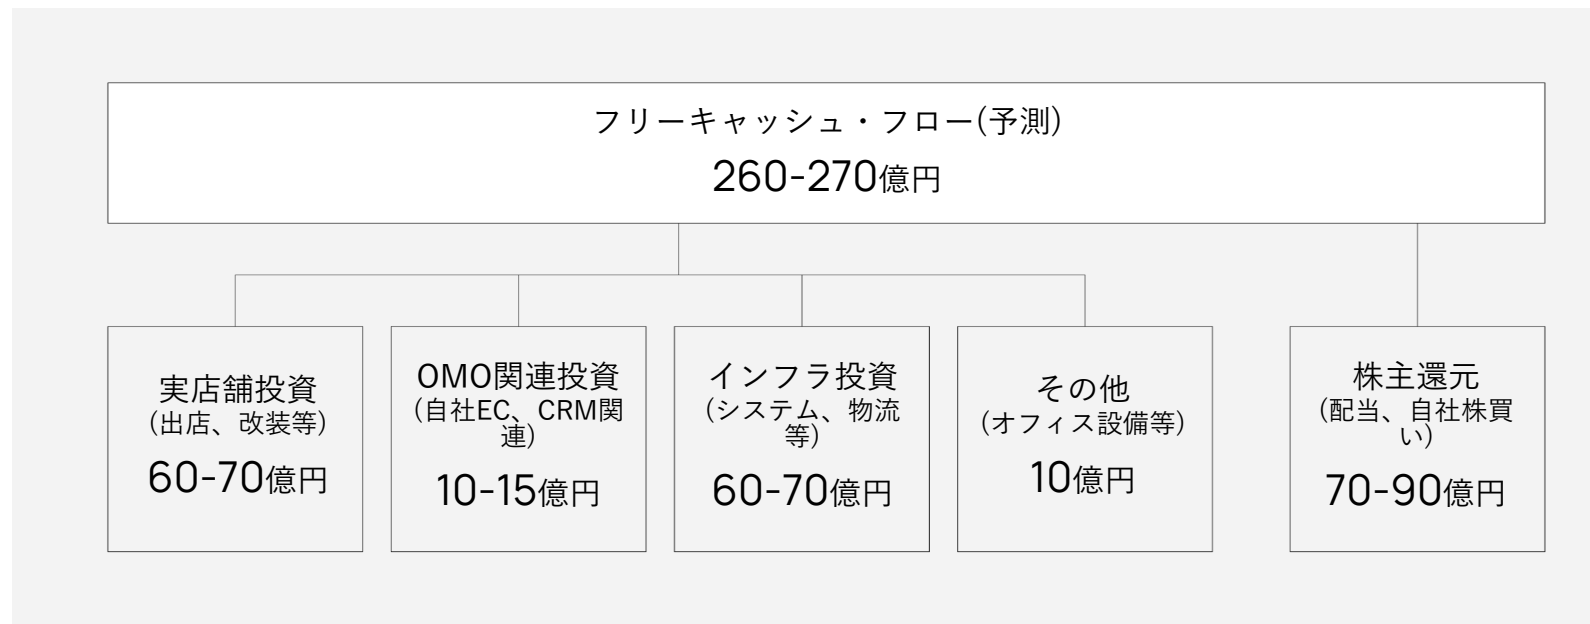 フリーキャッシュ・フロー(予測)
260-270億円
実店舗投資
(出店、改装等)
60-70億円
OMO関連投資
(自社EC、CRM関
連)
10-15億円
インフラ投資
(システム、物流
等)
60-70億円
その他
(オフィス設備等)
10億円
株主還元
(配当、自社株買
い)
70-90億円